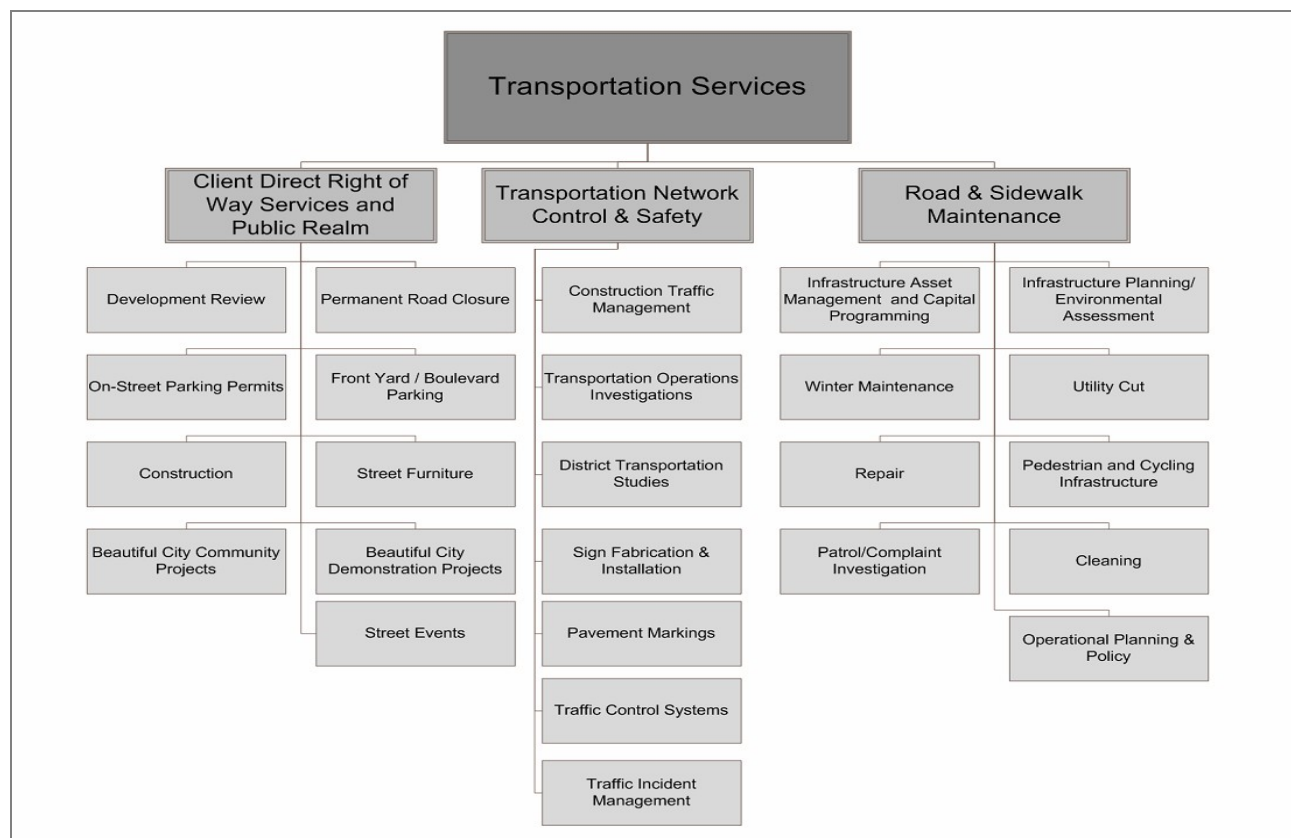 Transportation Services
Client Direct Right of
Way Services and
Public Realm
Transportation Network
Control & Safety
Road & Sidewalk
Maintenance
Development Review
Permanent Road Closure
On-Street Parking Permits
Front Yard / Boulevard
Parking
Construction
Street Furniture
Beautiful City Community
Projects
Beautiful City
Demonstration Projects
Street Events
Construction Traffic
Management
Transportation Operations
Investigations
District Transportation
Studies
Sign Fabrication &
Installation
Pavement Markings
Traffic Control Systems
Traffic Incident
Management
Infrastructure Asset
Management and Capital
Programming
Infrastructure Planning/
Environmental
Assessment
Winter Maintenance
Utility Cut
Repair
Pedestrian and Cycling
Infrastructure
Patrol/Complaint
Investigation
Cleaning
Operational Planning &
Policy